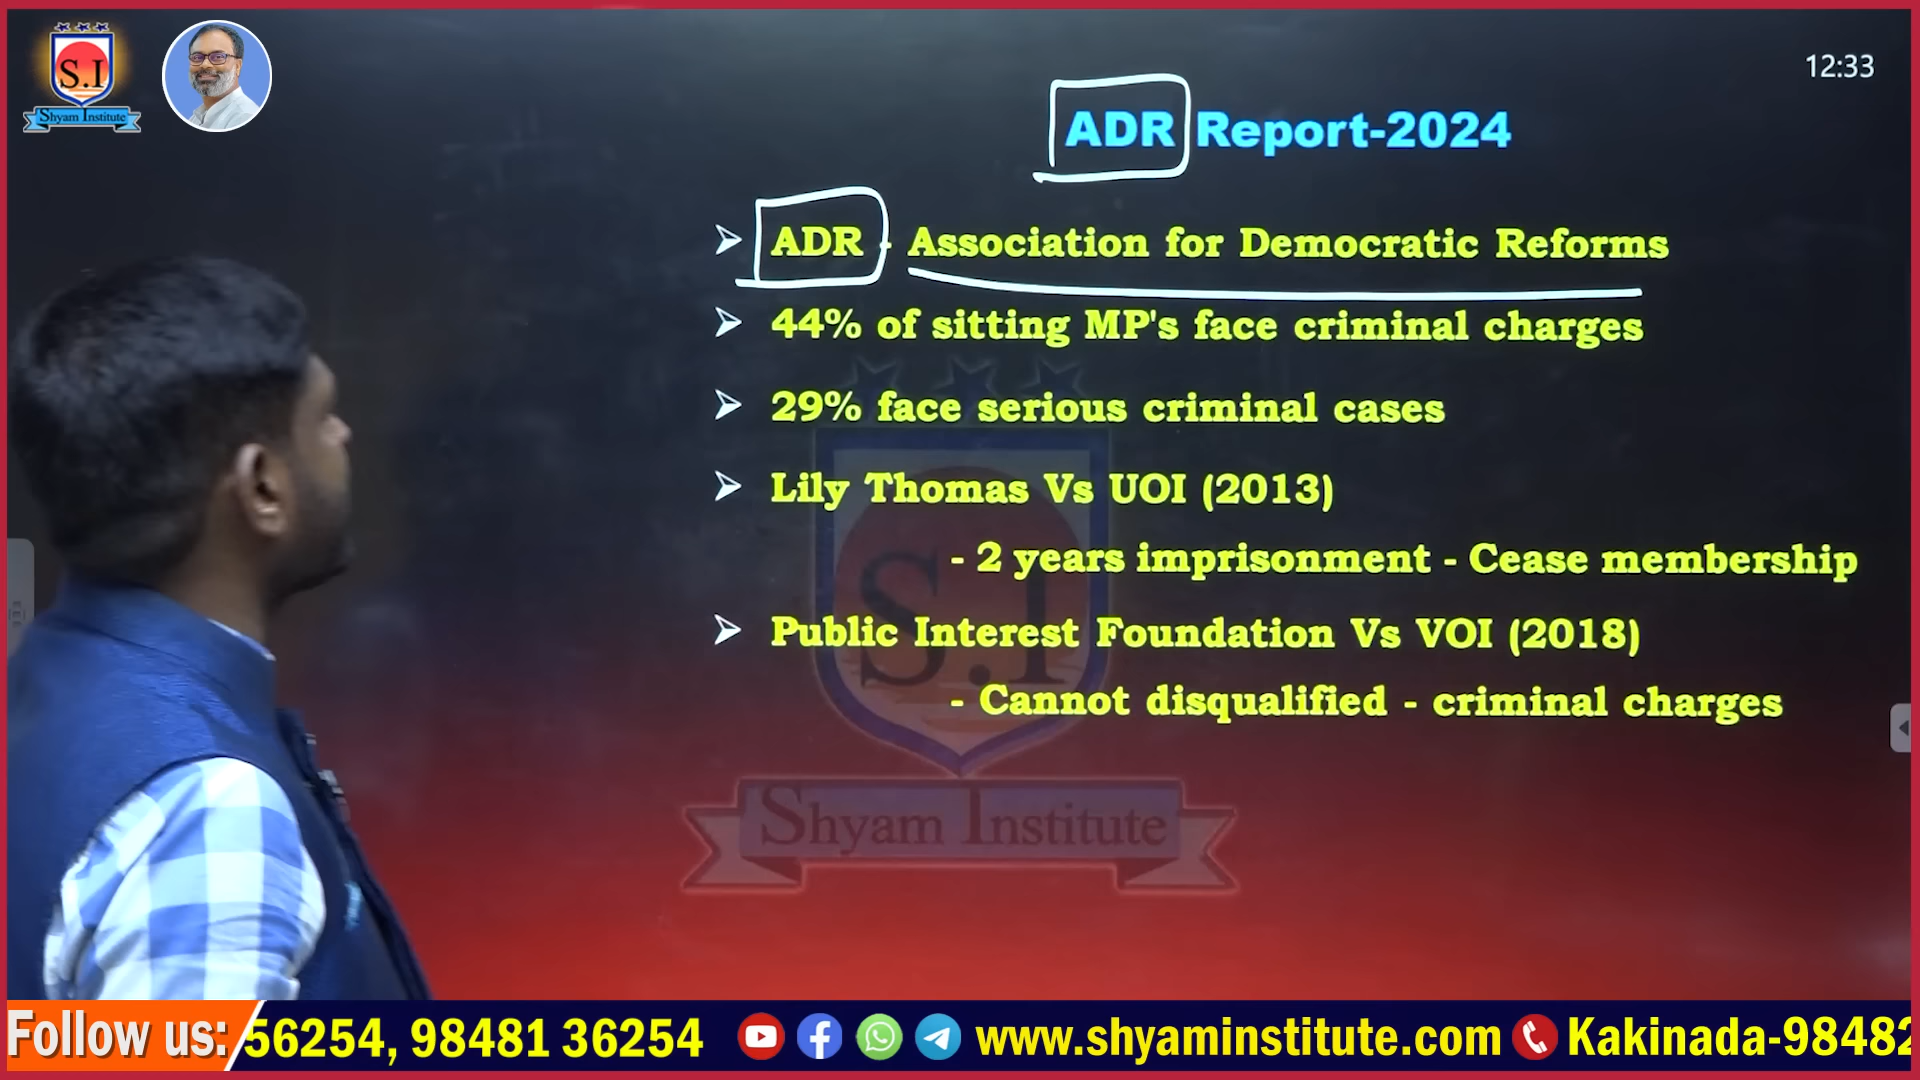 S.I
Shyam Institute
12:33
ADR Report-2024
ADR - Association for Democratic Reforms
44% of sitting MP's face criminal charges
29% face serious criminal cases
Lily Thomas Vs UOI (2013)
- 2 years imprisonment - Cease membership
Public Interest Foundation Vs VOI (2018)
- Cannot disqualified - criminal charges
S.I
Shyam Institute
Follow us: 56254, 98481 36254 www.shyaminstitute.com Kakinada-98482